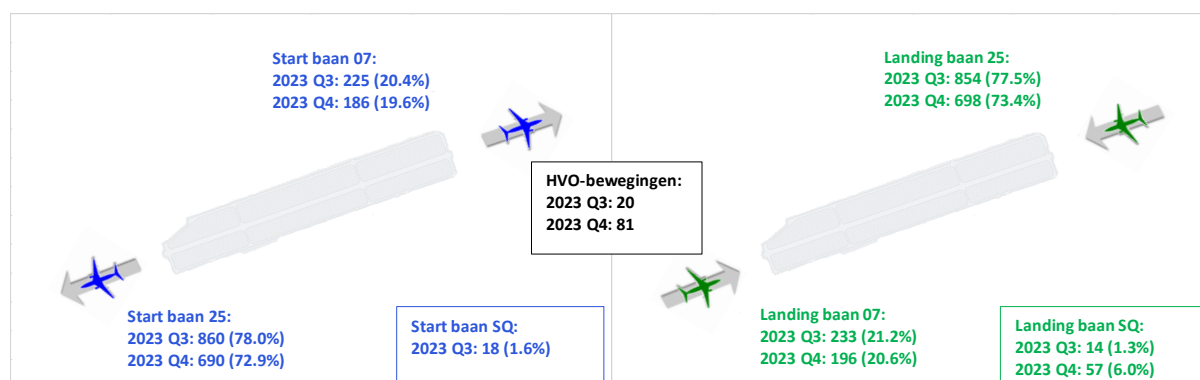 Start baan 07:
2023 Q3: 225 (20.4%)
2023 Q4: 186 (19.6%)
Landing baan 25:
2023 Q3: 854 (77.5%)
2023 Q4: 698 (73.4%)
HVO-bewegingen:
2023 Q3: 20
2023 Q4: 81
Start baan 25:
2023 Q3: 860 (78.0%)
2023 Q4: 690 (72.9%)
Start baan SQ:
2023 Q3: 18 (1.6%)
Landing baan 07:
2023 Q3: 233 (21.2%)
2023 Q4: 196 (20.6%)
Landing baan SQ:
2023 Q3: 14 (1.3%)
2023 Q4: 57 (6.0%)